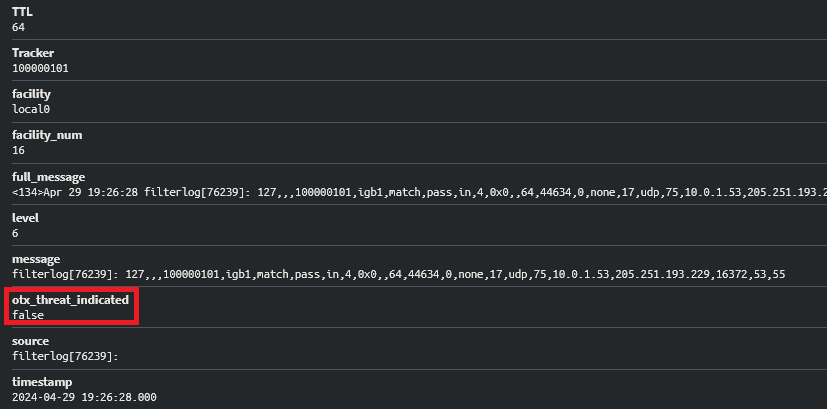 TTL
64
Tracker
100000101
facility
local0
facility_num
16
full_message
<134>Apr 29 19:26:28 filterlog[76239]: 127,,,100000101,igb1,match,pass,in,4,0x0,,64,44634,0,none,17,udp,75,10.0.1.53,205.251.193.2
level
6
message
filterlog[76239]: 127,,,100000101,igb1,match,pass,in,4,0x0,,64,44634,0,none,17,udp,75,10.0.1.53,205.251.193.229,16372,53,55
otx_threat_indicated
false
source
filterlog[76239]:
timestamp
2024-04-29 19:26:28.000